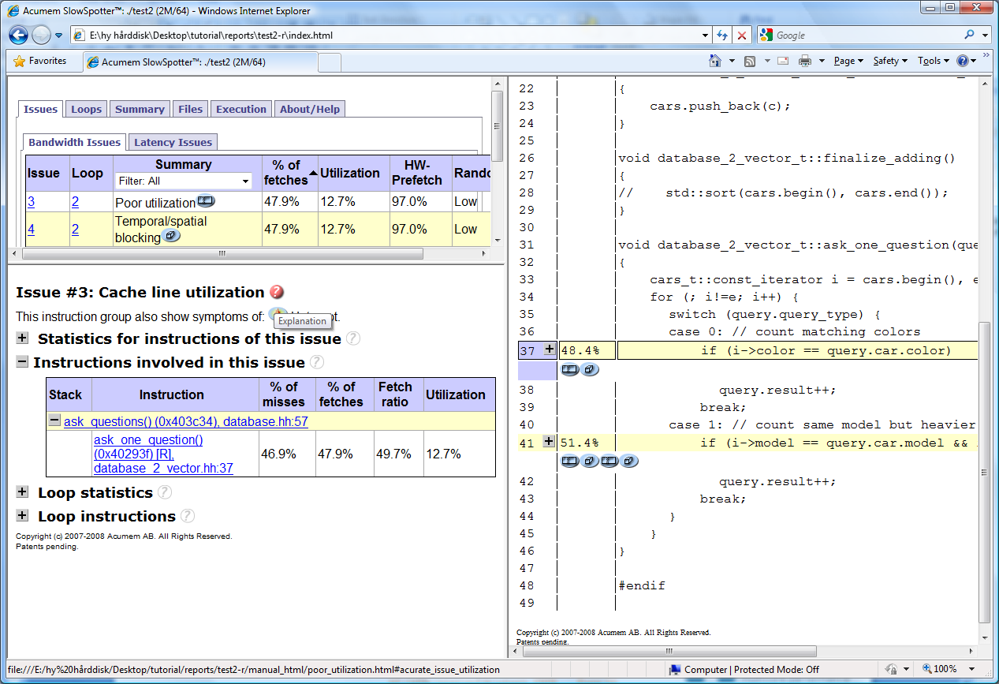 Acumem SlowSpotter™: ./test2 (2M/64) - Windows Internet Explorer
E:\hy hårddisk\Desktop\tutorial\reports\test2-r\index.html
Google
Favorites
Acumem SlowSpotter™: ./test2 (2M/64)
Page
Safety
Tools
Issues
Loops
Summary
Files
Execution
About/Help
Bandwidth Issues
Latency Issues
Issue Loop Summary % of fetches Utilization HW-Prefetch
Filter: All
3 2 Poor utilization 47.9% 12.7% 97.0% Low
4 2 Temporal/spatial blocking 47.9% 12.7% 97.0% Low
Issue #3: Cache line utilization
This instruction group also show symptoms of:
Explanation
+ Statistics for instructions of this issue ?
− Instructions involved in this issue ?
Stack Instruction % of misses % of fetches Fetch ratio Utilization
− ask_questions() (0x403c34), database.hh:57
ask_one_question()
(0x40293f) [R],
database_2_vector.hh:37
46.9% 47.9% 49.7% 12.7%
+ Loop statistics ?
+ Loop instructions ?
Copyright (c) 2007-2008 Acumem AB. All Rights Reserved.
Patents pending.
22 {
23 cars.push_back(c);
24 }
25
26 void database_2_vector_t::finalize_adding()
27 {
28 // std::sort(cars.begin(), cars.end());
29 }
30
31 void database_2_vector_t::ask_one_question(que
32 {
33 cars_t::const_iterator i = cars.begin(), e
34 for (; i!=e; i++) {
35 switch (query.query_type) {
36 case 0: // count matching colors
37 + 48.4% if (i->color == query.car.color)
38 query.result++;
39 break;
40 case 1: // count same model but heavier
41 + 51.4% if (i->model == query.car.model &&
42 query.result++;
43 break;
44 }
45 }
46 }
47
48 #endif
49
Copyright (c) 2007-2008 Acumem AB. All Rights Reserved.
Patents pending.
file:///E:/hy%20hårddisk/Desktop/tutorial/reports/test2-r/manual_html/poor_utilization.html#acurate_issue_utilization
Computer | Protected Mode: Off
100%